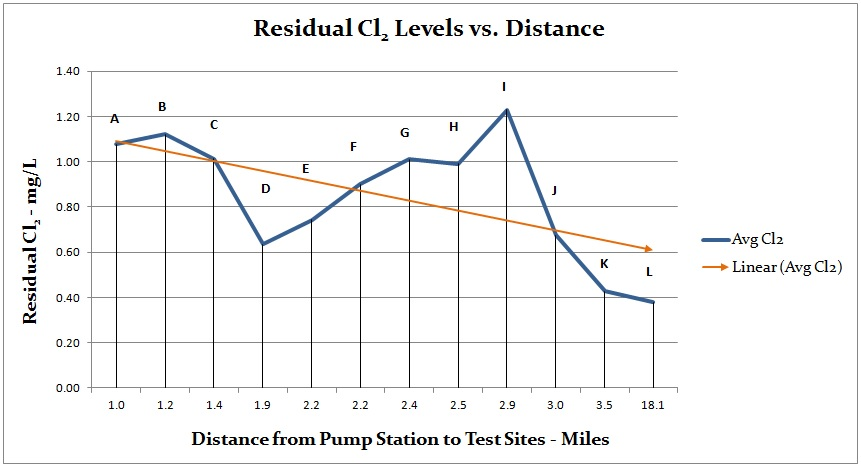 Residual Cl₂ Levels vs. Distance
1.40
1.20
1.00
0.80
0.60
0.40
0.20
0.00
Residual Cl₂ - mg/L
A
B
C
D
E
F
G
H
I
J
K
L
1.0 1.2 1.4 1.9 2.2 2.2 2.4 2.5 2.9 3.0 3.5 18.1
Distance from Pump Station to Test Sites - Miles
Avg Cl2
Linear (Avg Cl2)